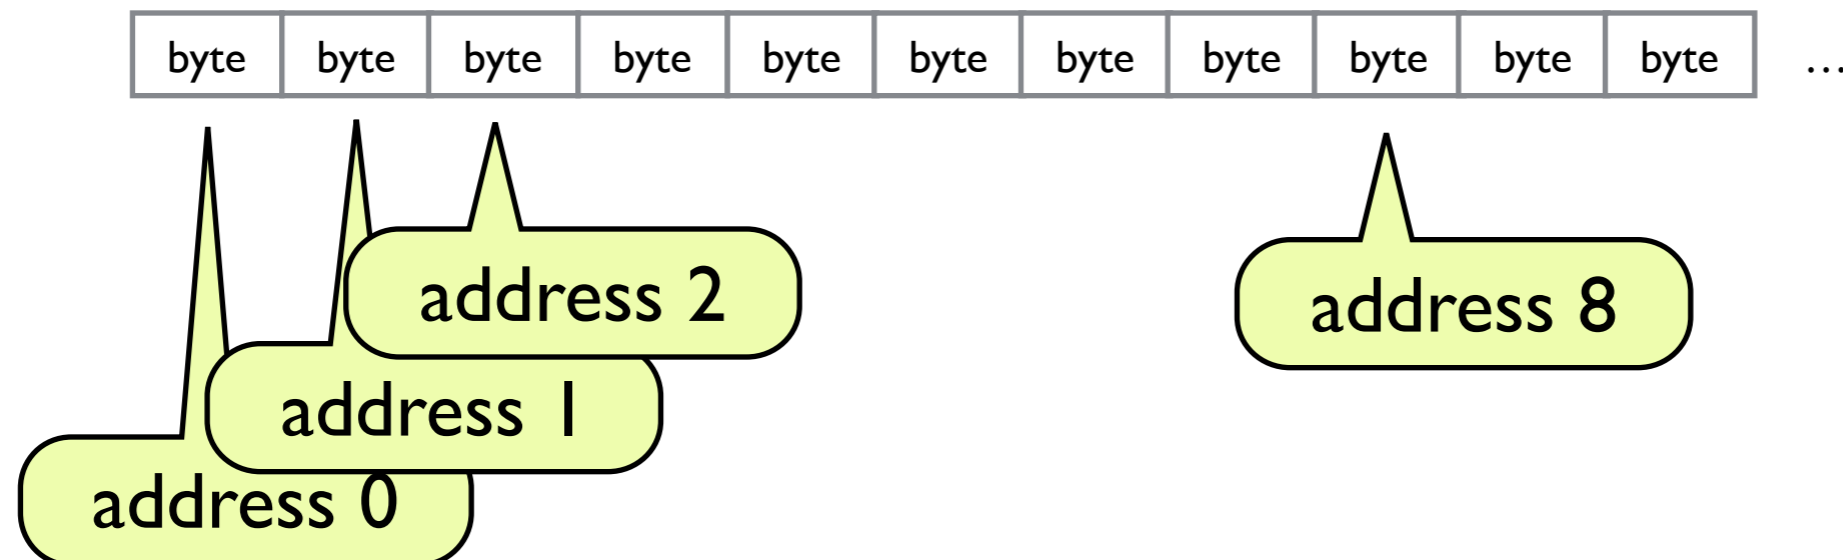 byte byte byte byte byte byte byte byte byte byte byte ...
address 2
address 8
address 1
address 0